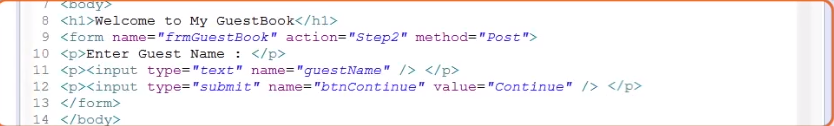 7 <body>
8 <h1>Welcome to My GuestBook</h1>
9 <form name="frmGuestBook" action="Step2" method="Post">
10 <p>Enter Guest Name : </p>
11 <p><input type="text" name="guestName" /> </p>
12 <p><input type="submit" name="btnContinue" value="Continue" /> </p>
13 </form>
14 </body>